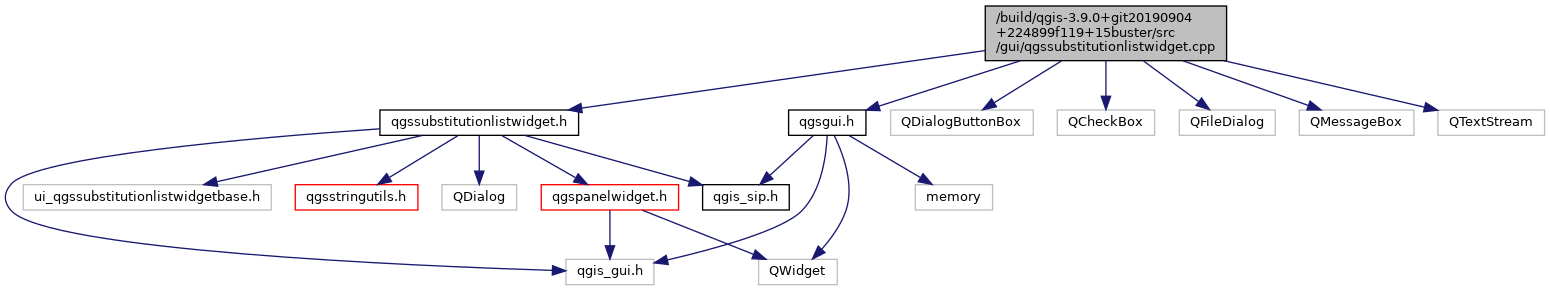 /build/qgis-3.9.0+git20190904
+224899f119+15buster/src
/gui/qgssubstitutionlistwidget.cpp
qgssubstitutionlistwidget.h
qgsgui.h
QDialogButtonBox
QCheckBox
QFileDialog
QMessageBox
QTextStream
ui_qgssubstitutionlistwidgetbase.h
qgsstringutils.h
QDialog
qgspanelwidget.h
qgis_sip.h
memory
qgis_gui.h
QWidget